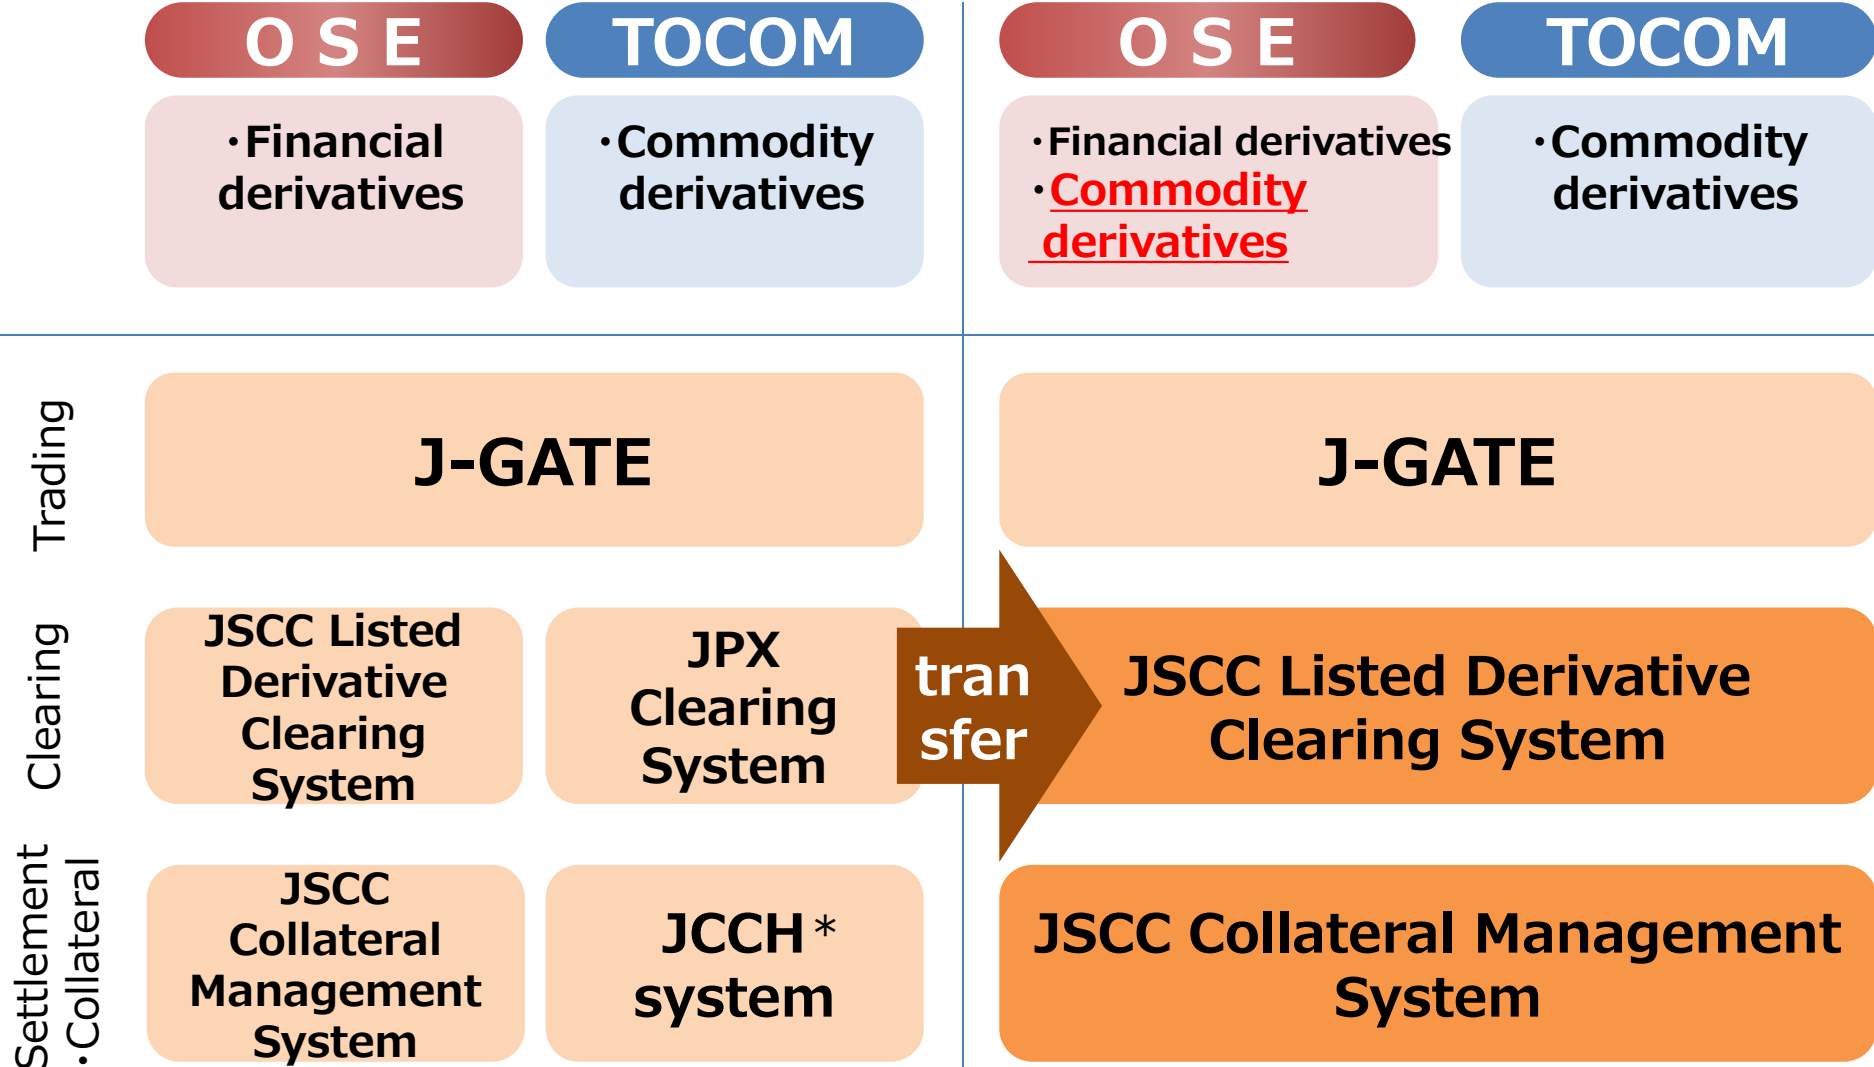 O S E
TOCOM
O S E
TOCOM
・Financial
derivatives
・Commodity
derivatives
・Financial derivatives
・Commodity
derivatives
・Commodity
derivatives
Trading
J-GATE
J-GATE
Clearing
JSCC Listed
Derivative
Clearing
System
JPX
Clearing
System
tran
sfer
JSCC Listed Derivative
Clearing System
Settlement
・Collateral
JSCC
Collateral
Management
System
JCCH*
system
JSCC Collateral Management
System